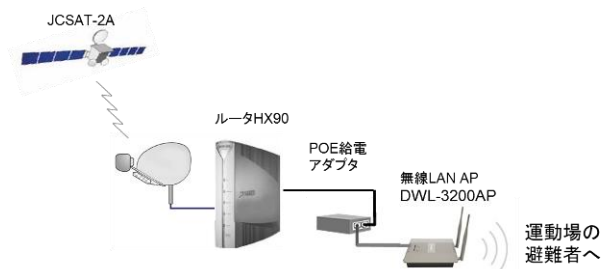 JCSAT-2A
ルータHX90
POE給電
アダプタ
無線LAN AP
DWL-3200AP
運動場の
避難者へ